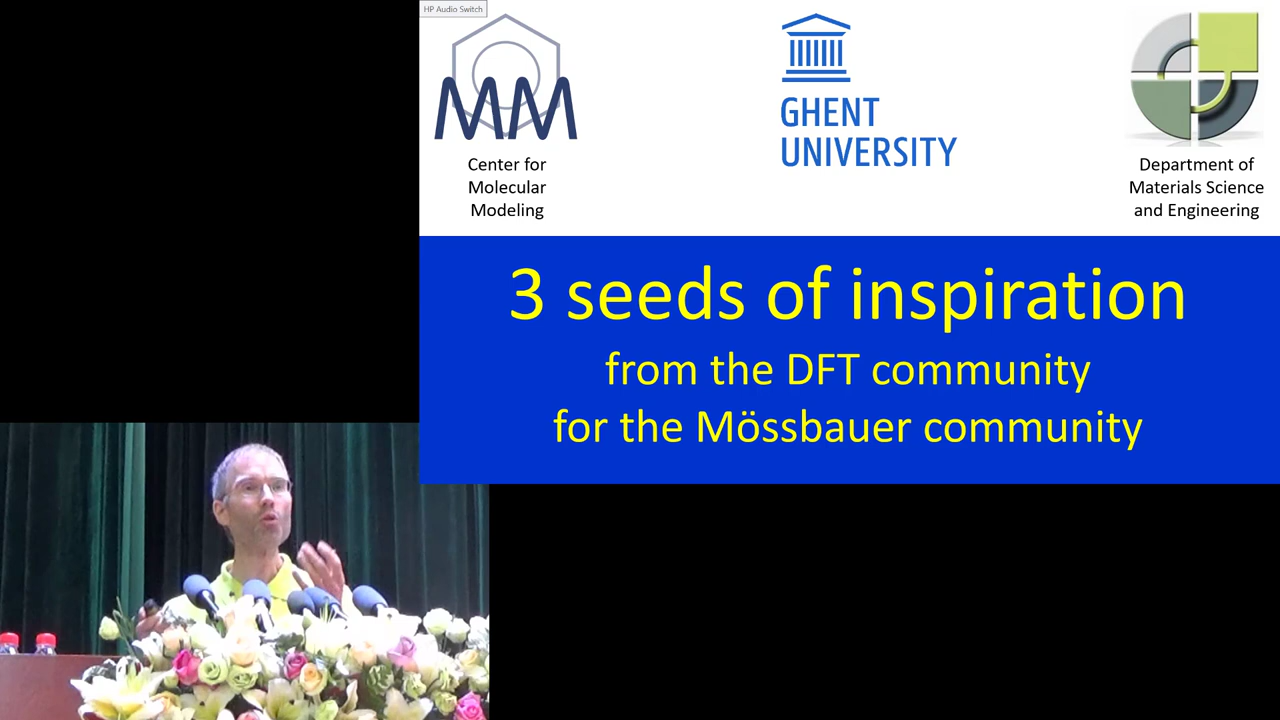 HP Audio Switch
MM
Center for
Molecular
Modeling
GHENT
UNIVERSITY
Department of
Materials Science
and Engineering
3 seeds of inspiration
from the DFT community
for the Mössbauer community